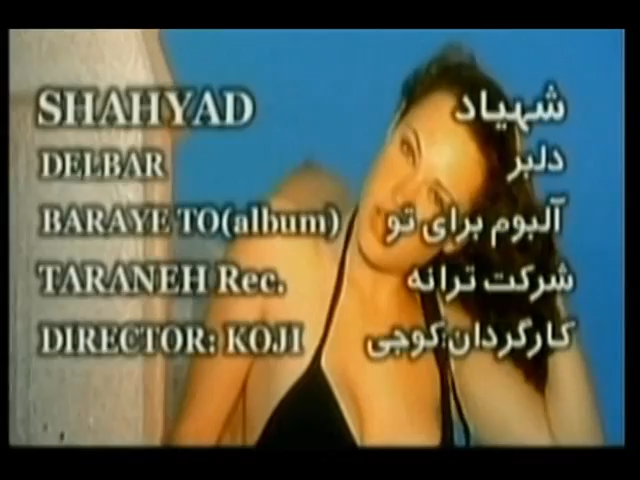 SHAHYAD شهیاد
DELBAR دلبر
BARAYE TO(album) آلبوم برای تو
TARANEH Rec. شرکت ترانه
DIRECTOR: KOJI کارگردان:کوجی